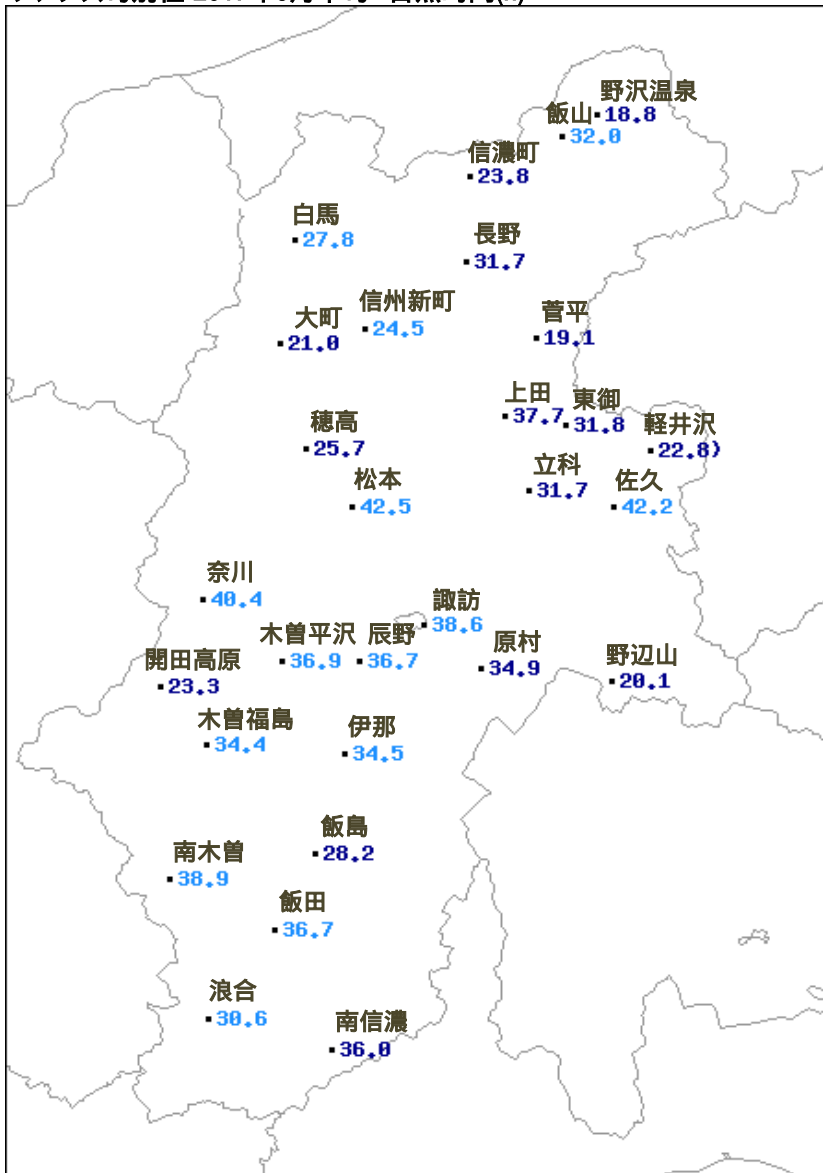 野沢温泉
18.8
飯山
32.0
信濃町
23.8
白馬
27.8
長野
31.7
信州新町
24.5
大町
21.0
菅平
19.1
上田
37.7
東御
31.8
軽井沢
22.8)
穂高
25.7
立科
31.7
松本
42.5
佐久
42.2
奈川
40.4
諏訪
38.6
木曽平沢
36.9
辰野
36.7
原村
34.9
開田高原
23.3
野辺山
20.1
木曽福島
34.4
伊那
34.5
飯島
28.2
南木曽
38.9
飯田
36.7
浪合
30.6
南信濃
36.0